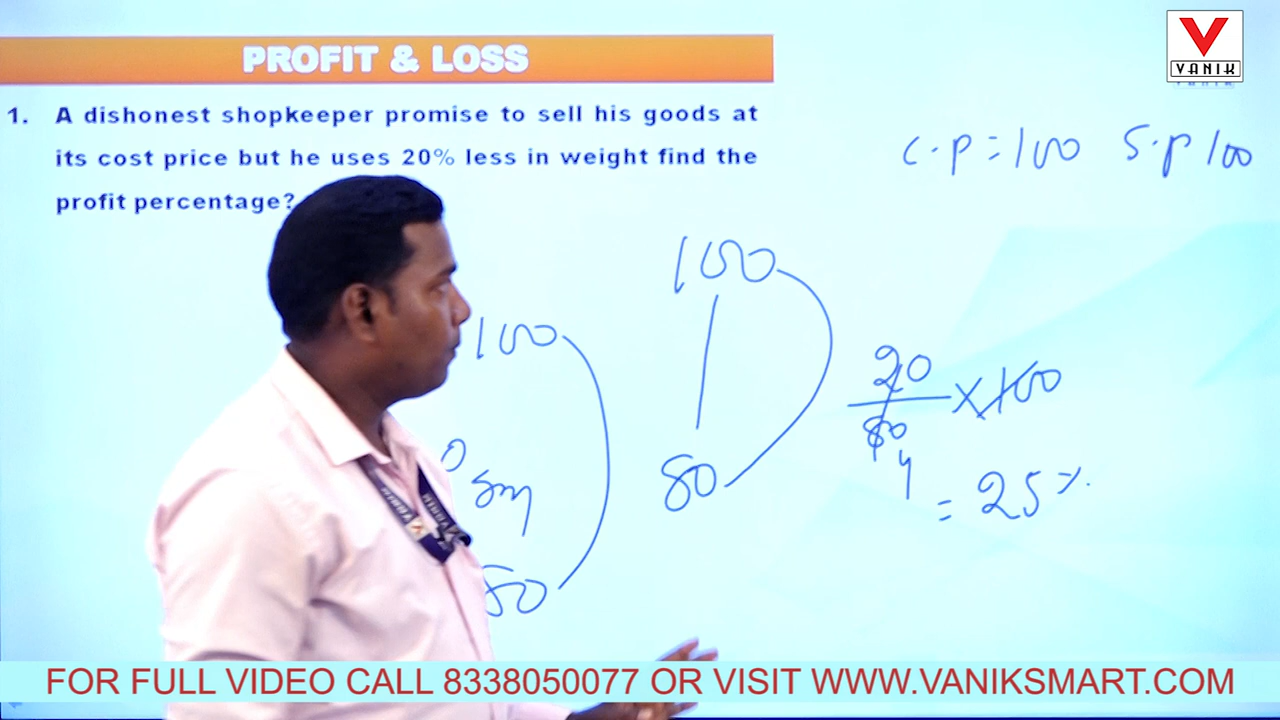 VANIK
PROFIT & LOSS
1. A dishonest shopkeeper promise to sell his goods at
its cost price but he uses 20% less in weight find the
profit percentage?
C.P = 100 S.P 100
100
80
20
80 × 100
4
= 25%
100
80
FOR FULL VIDEO CALL 8338050077 OR VISIT WWW.VANIKSMART.COM